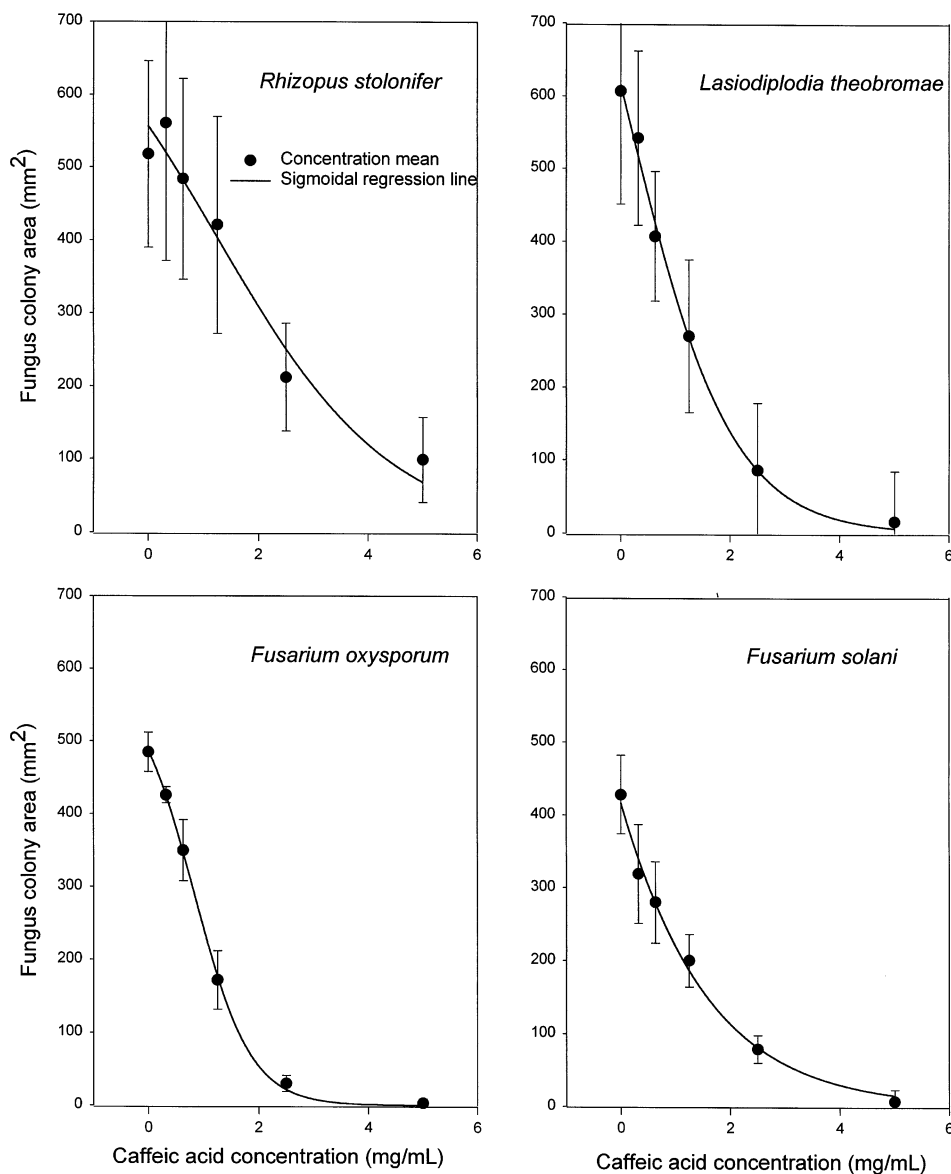 700
600
500
400
300
200
100
0
Fungus colony area (mm²)
Rhizopus stolonifer
Concentration mean
Sigmoidal regression line
0 2 4 6
700
600
500
400
300
200
100
0
Lasiodiplodia theobromae
0 2 4 6
700
600
500
400
300
200
100
0
Fungus colony area (mm²)
Fusarium oxysporum
0 2 4 6
Caffeic acid concentration (mg/mL)
700
600
500
400
300
200
100
0
Fusarium solani
0 2 4 6
Caffeic acid concentration (mg/mL)